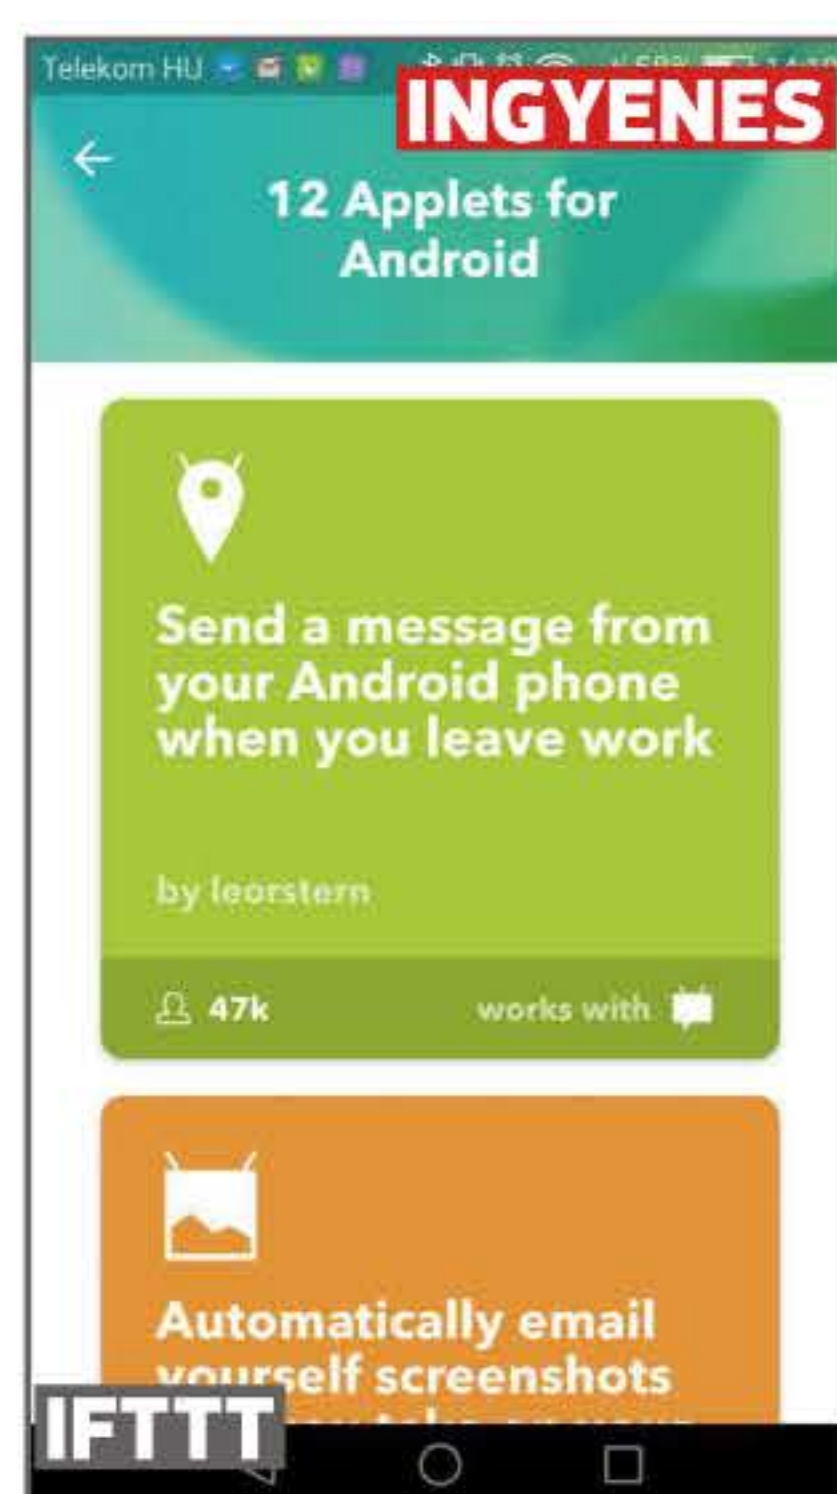 Telekom HU
INGYENES
12 Applets for
Android
Send a message from
your Android phone
when you leave work
by leorstern
47k
works with
Automatically email
yourself screenshots
IFTTT